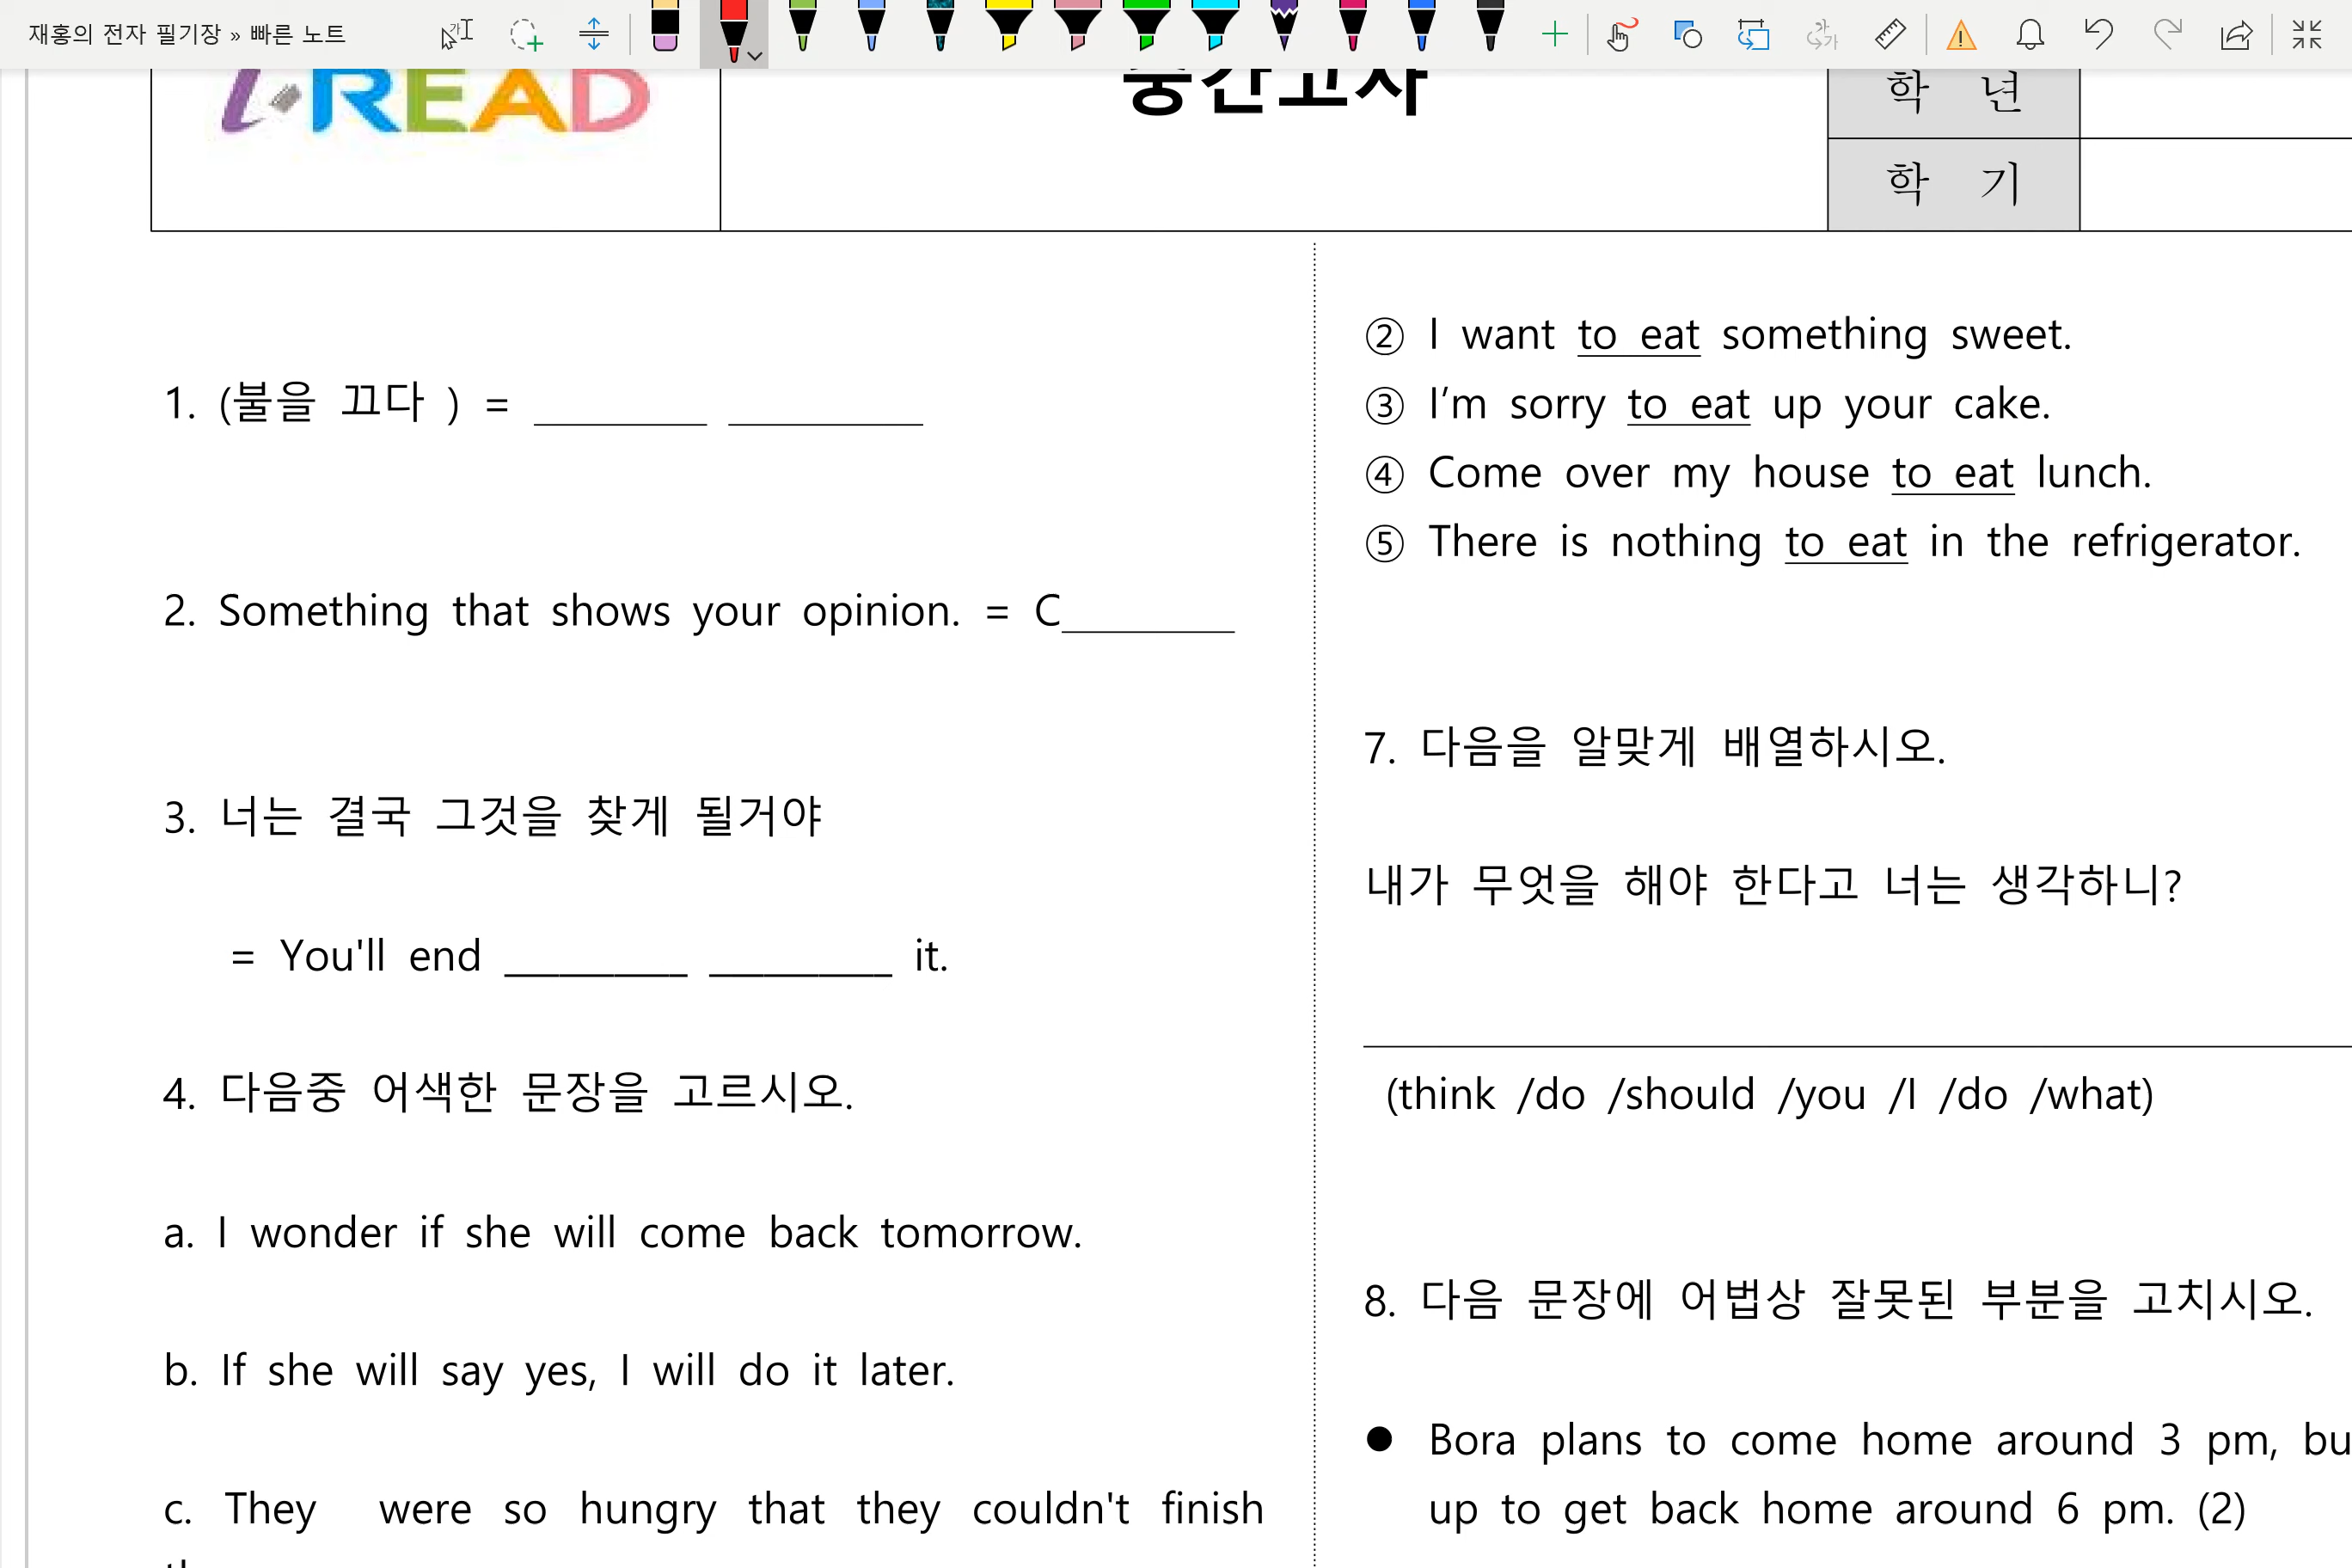 재홍의 전자 필기장 » 빠른 노트
i-READ
중간고사
학 년
학 기
1. (불을 끄다 ) = ________ _________
2. Something that shows your opinion. = C________
3. 너는 결국 그것을 찾게 될거야
= You'll end ________ ________ it.
4. 다음중 어색한 문장을 고르시오.
a. I wonder if she will come back tomorrow.
b. If she will say yes, I will do it later.
c. They were so hungry that they couldn't finish
② I want to eat something sweet.
③ I’m sorry to eat up your cake.
④ Come over my house to eat lunch.
⑤ There is nothing to eat in the refrigerator.
7. 다음을 알맞게 배열하시오.
내가 무엇을 해야 한다고 너는 생각하니?
(think /do /should /you /I /do /what)
8. 다음 문장에 어법상 잘못된 부분을 고치시오.
● Bora plans to come home around 3 pm,
up to get back home around 6 pm. (2)